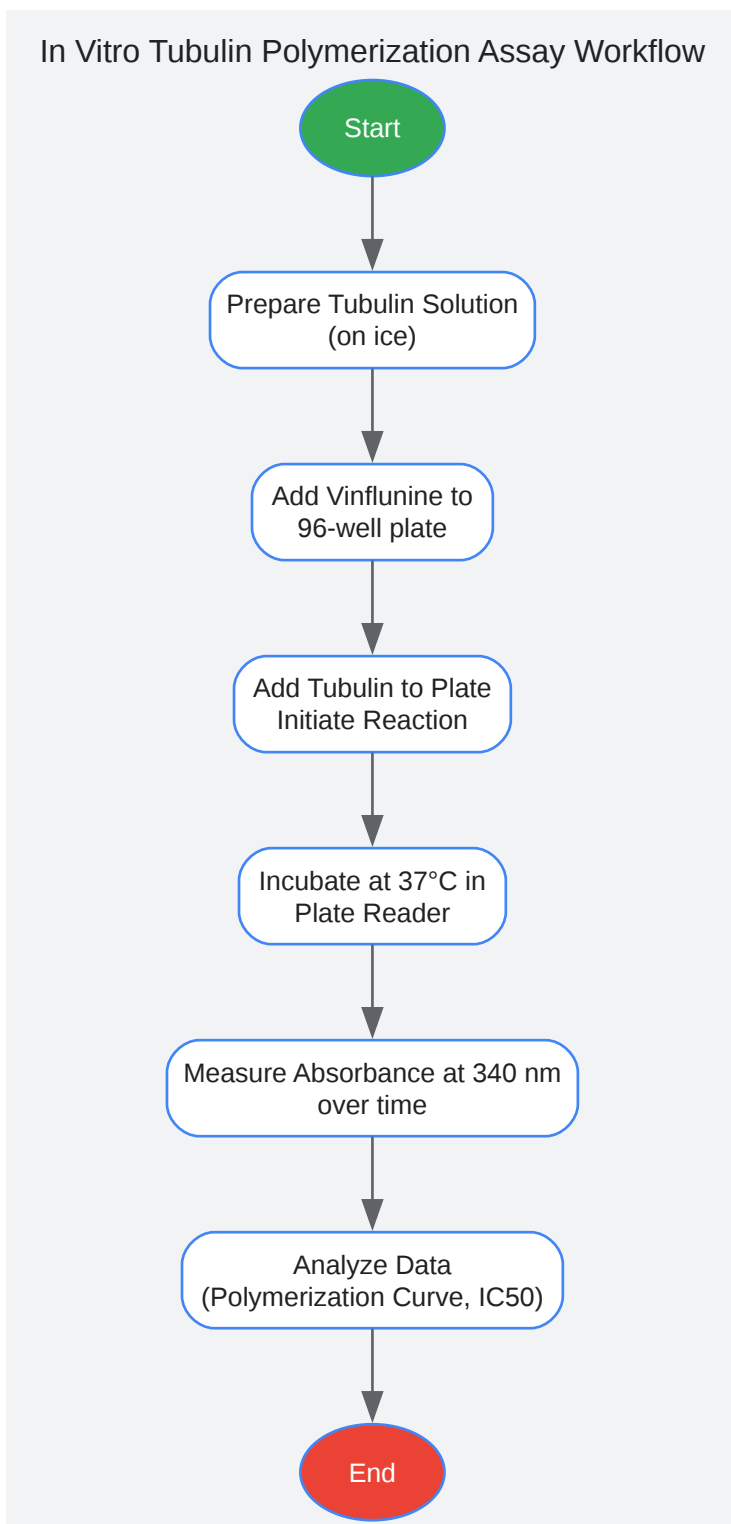 In Vitro Tubulin Polymerization Assay Workflow
Start
Prepare Tubulin Solution
(on ice)
Add Vinflunine to
96-well plate
Add Tubulin to Plate
Initiate Reaction
Incubate at 37°C in
Plate Reader
Measure Absorbance at 340 nm
over time
Analyze Data
(Polymerization Curve, IC50)
End